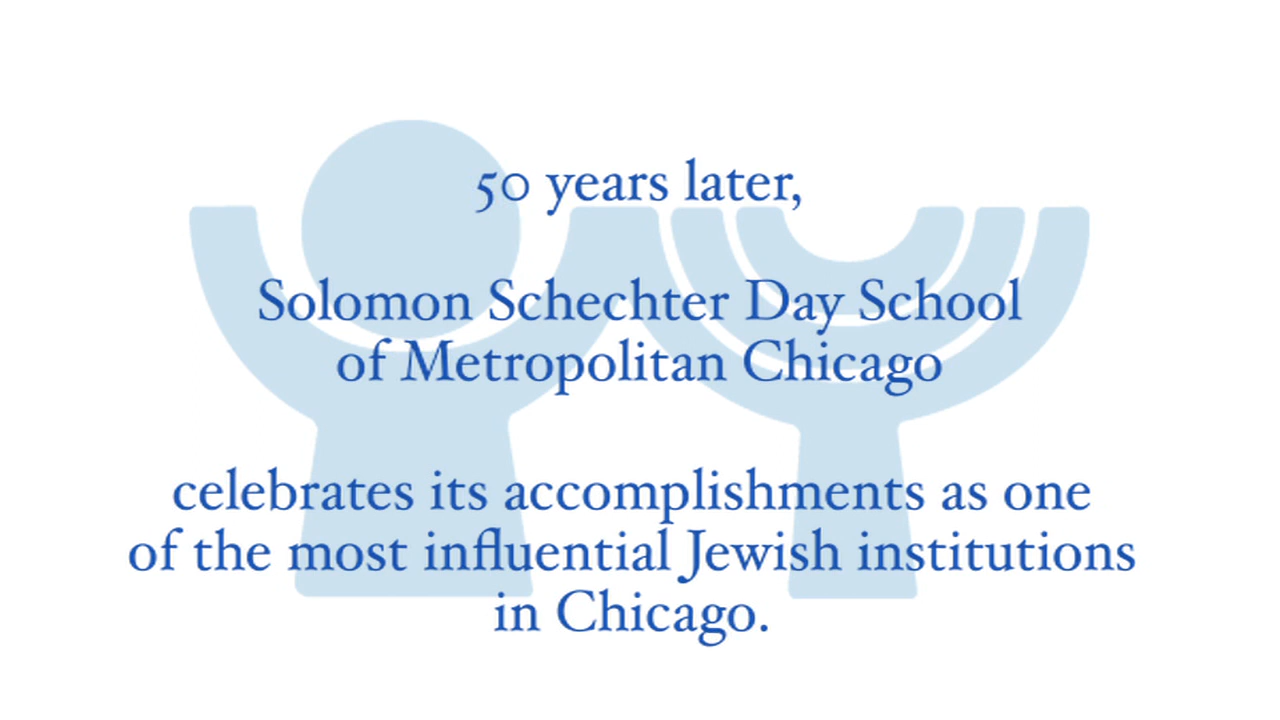 50 years later,
Solomon Schechter Day School
of Metropolitan Chicago
celebrates its accomplishments as one
of the most influential Jewish institutions
in Chicago.